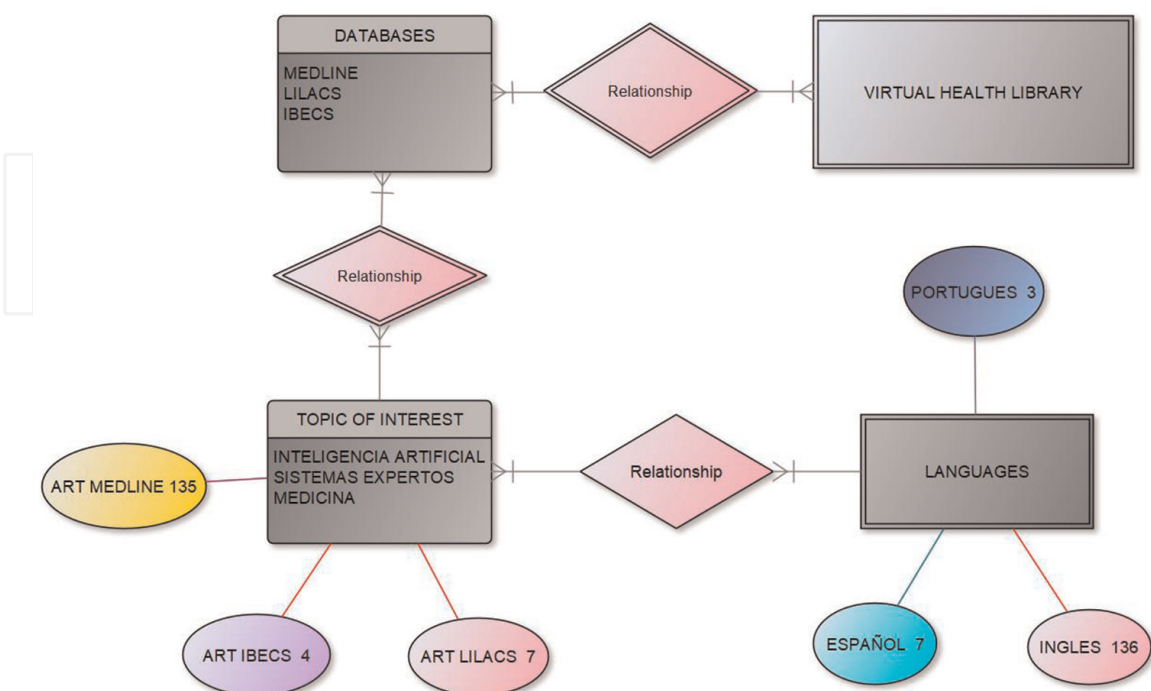 DATABASES
MEDLINE
LILACS
IBECS
Relationship
VIRTUAL HEALTH LIBRARY
Relationship
PORTUGUES 3
TOPIC OF INTEREST
INTELIGENCIA ARTIFICIAL
SISTEMAS EXPERTOS
MEDICINA
Relationship
LANGUAGES
ART MEDLINE 135
ART IBECS 4
ART LILACS 7
ESPAÑOL 7
INGLES 136